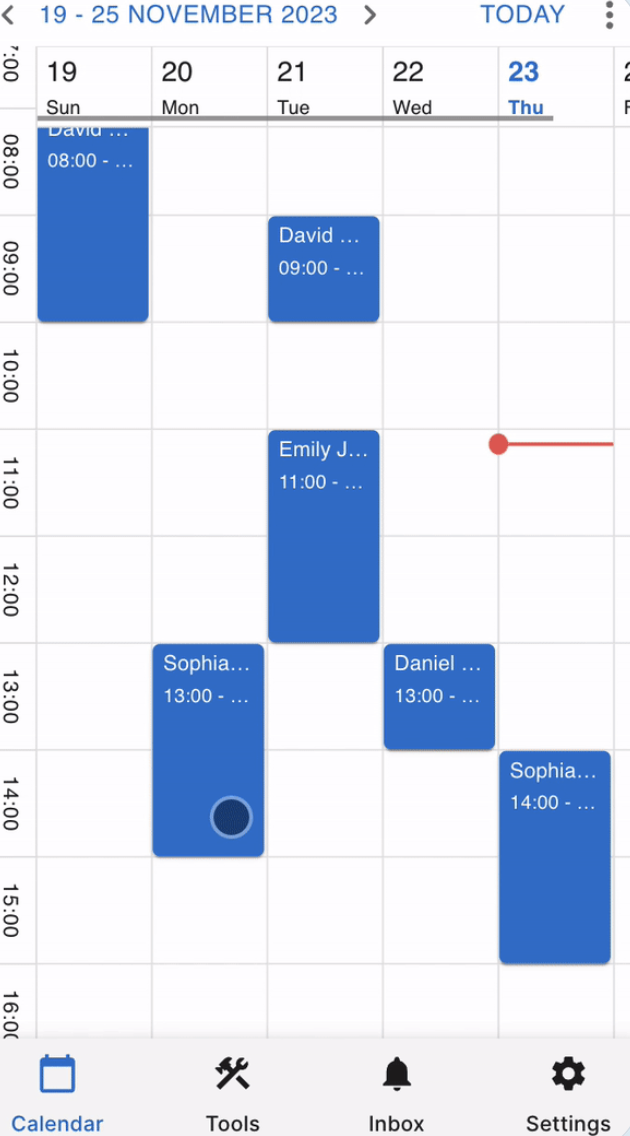 19 - 25 NOVEMBER 2023
TODAY
19
20
21
22
23
Sun
Mon
Tue
Wed
Thu
F
:00
08:00
09:00
10:00
11:00
12:00
13:00
14:00
15:00
16:00
David ...
08:00 - ...
David ...
09:00 - ...
Emily J...
11:00 - ...
Sophia...
13:00 - ...
Daniel ...
13:00 - ...
Sophia...
14:00 - ...
Calendar
Tools
Inbox
Settings